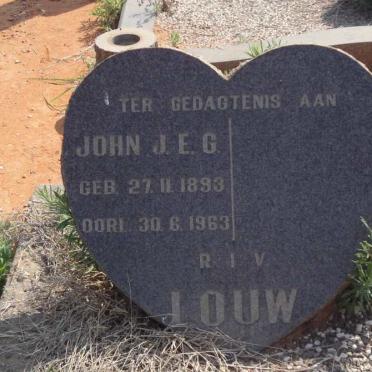 TER GEDAGTENIS AAN
JOHN J.E.G.
GEB. 27.11.1893
OORL. 30.6.1963
R I V
LOUW